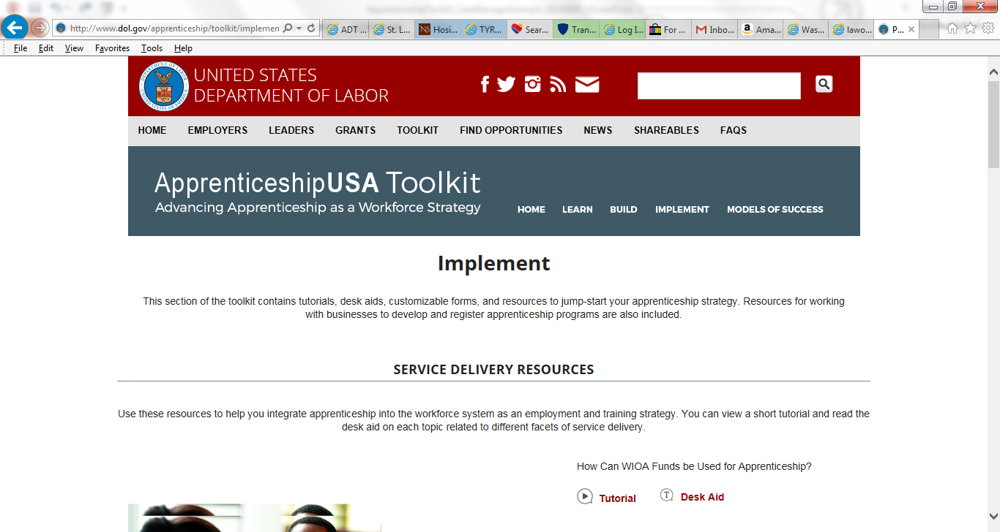 http://www.dol.gov/apprenticeship/toolkit/implemen
ADT ...
St. L...
Hosi...
TYR...
Sear...
Tran...
Log I...
For ...
Inbo...
Ama...
Was...
lawo...
P...
File Edit View Favorites Tools Help
UNITED STATES
DEPARTMENT OF LABOR
HOME EMPLOYERS LEADERS GRANTS TOOLKIT FIND OPPORTUNITIES NEWS SHAREABLES FAQS
ApprenticeshipUSA Toolkit
Advancing Apprenticeship as a Workforce Strategy
HOME LEARN BUILD IMPLEMENT MODELS OF SUCCESS
Implement
This section of the toolkit contains tutorials, desk aids, customizable forms, and resources to jump-start your apprenticeship strategy. Resources for working
with businesses to develop and register apprenticeship programs are also included.
SERVICE DELIVERY RESOURCES
Use these resources to help you integrate apprenticeship into the workforce system as an employment and training strategy. You can view a short tutorial and read the
desk aid on each topic related to different facets of service delivery.
How Can WIOA Funds be Used for Apprenticeship?
Tutorial T Desk Aid